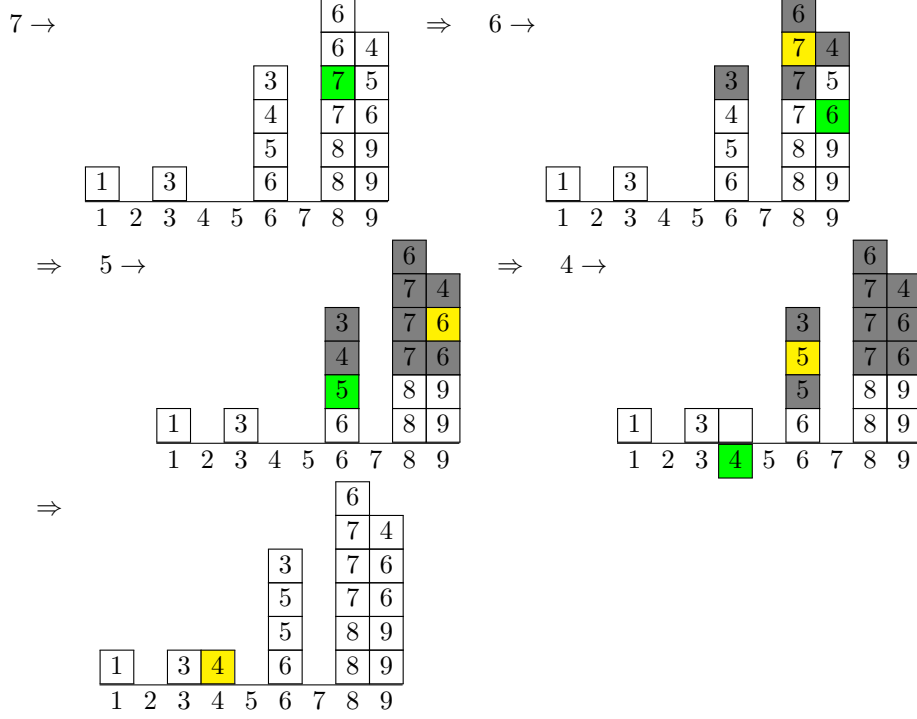 6 6
7 → 6 4 ⇒ 6 → 7 4
3 7 5 3 7 5
4 7 6 4 7 6
5 8 9 5 8 9
1 3 6 8 9 1 3 6 8 9
1 2 3 4 5 6 7 8 9 1 2 3 4 5 6 7 8 9
⇒ 5 → 6 ⇒ 4 → 6
7 4 7 4
3 7 6 3 7 6
4 7 6 5 7 6
5 8 9 5 8 9
1 3 6 8 9 1 3 6 8 9
1 2 3 4 5 6 7 8 9 1 2 3 4 5 6 7 8 9
⇒ 6
7 4
3 7 6
5 7 6
5 8 9
1 3 4 6 8 9
1 2 3 4 5 6 7 8 9